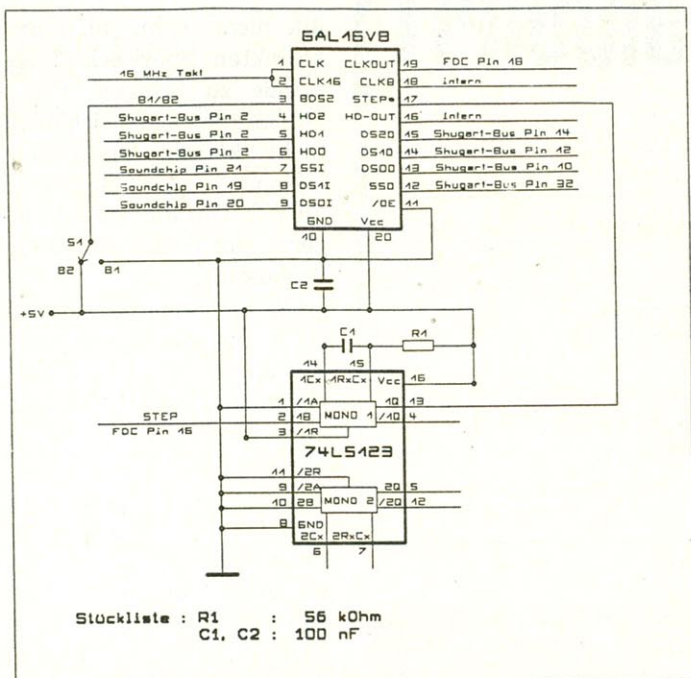 GAL16V8
1 CLK CLKOUT 19 FDC Pin 18
16 MHz Takt 2 CLK16 CLK8 18 Intern
B1/B2 3 BDS2 STEP* 17
Shugart-Bus Pin 2 4 HD2 HD-OUT 16 Intern
Shugart-Bus Pin 2 5 HD1 DS2O 15 Shugart-Bus Pin 14
Shugart-Bus Pin 2 6 HD0 DS1O 14 Shugart-Bus Pin 12
Soundchip Pin 21 7 SSI DS0O 13 Shugart-Bus Pin 10
Soundchip Pin 19 8 DS1I SSO 12 Shugart-Bus Pin 32
Soundchip Pin 20 9 DS0I /OE 11
GND Vcc
10 20
S1
B2 B1
C2
+5V
C1 R1
14 15
1Cx 1RxCx Vcc 16
1 /1A MONO 1 1Q 13
STEP 2 1B /1Q 4
FDC Pin 16 3 /1R
74LS123
11 /2R
9 /2A MONO 2 2Q 5
10 2B /2Q 12
8 GND
2Cx 2RxCx
6 7
Stückliste : R1 : 56 kOhm
C1, C2 : 100 nF